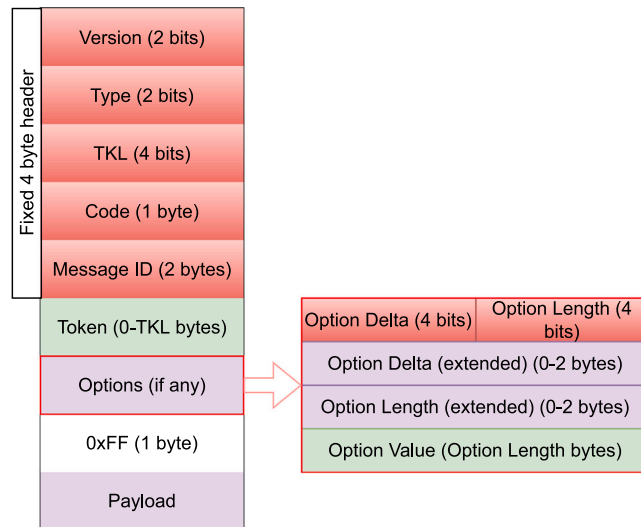 Fixed 4 byte header
Version (2 bits)
Type (2 bits)
TKL (4 bits)
Code (1 byte)
Message ID (2 bytes)
Token (0-TKL bytes)
Options (if any)
0xFF (1 byte)
Payload
Option Delta (4 bits)
Option Length (4
bits)
Option Delta (extended) (0-2 bytes)
Option Length (extended) (0-2 bytes)
Option Value (Option Length bytes)